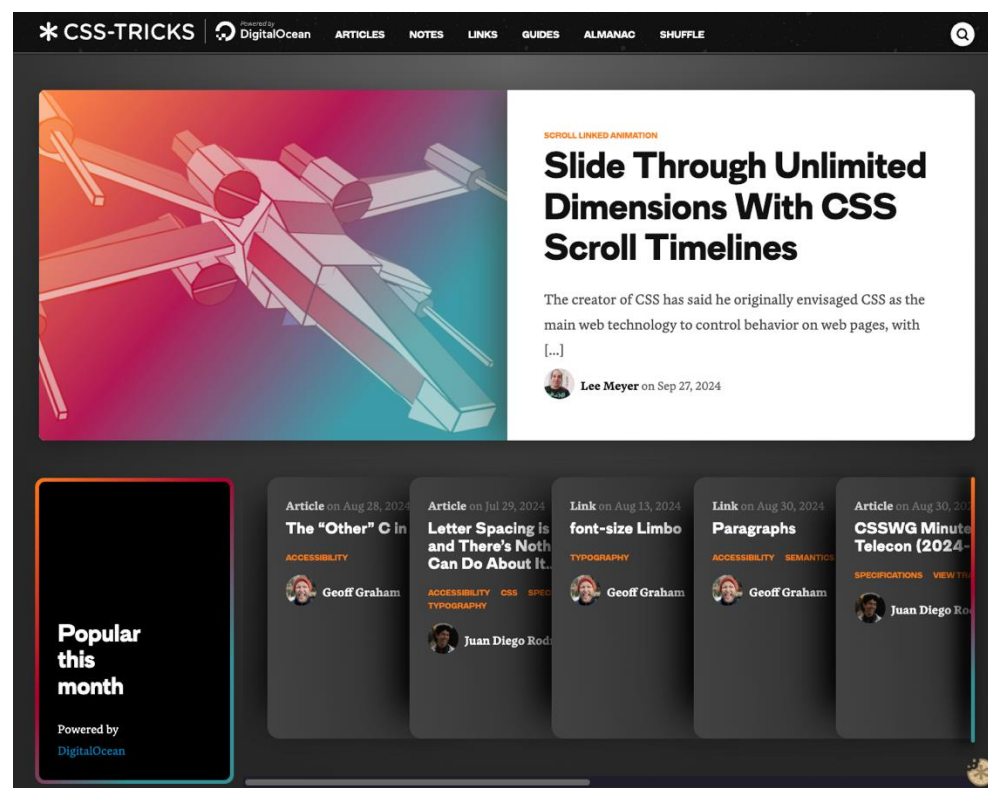 CSS-TRICKS
Powered by
DigitalOcean
ARTICLES NOTES LINKS GUIDES ALMANAC SHUFFLE
SCROLL LINKED ANIMATION
Slide Through Unlimited
Dimensions With CSS
Scroll Timelines
The creator of CSS has said he originally envisaged CSS as the
main web technology to control behavior on web pages, with
[...]
Lee Meyer on Sep 27, 2024
Popular
this
month
Powered by
DigitalOcean
Article on Aug 28, 2024
The “Other” C in
ACCESSIBILITY
Geoff Graham
Article on Jul 29, 2024
Letter Spacing is
and There’s Noth
Can Do About It..
ACCESSIBILITY CSS SPEC
TYPOGRAPHY
Juan Diego Rod
Link on Aug 13, 2024
font-size Limbo
TYPOGRAPHY
Geoff Graham
Link on Aug 30, 2024
Paragraphs
ACCESSIBILITY SEMANTICS
Geoff Graham
Article on Aug 30, 202
CSSWG Minute
Telecon (2024-
SPECIFICATIONS VIEW TRA
Juan Diego Ro